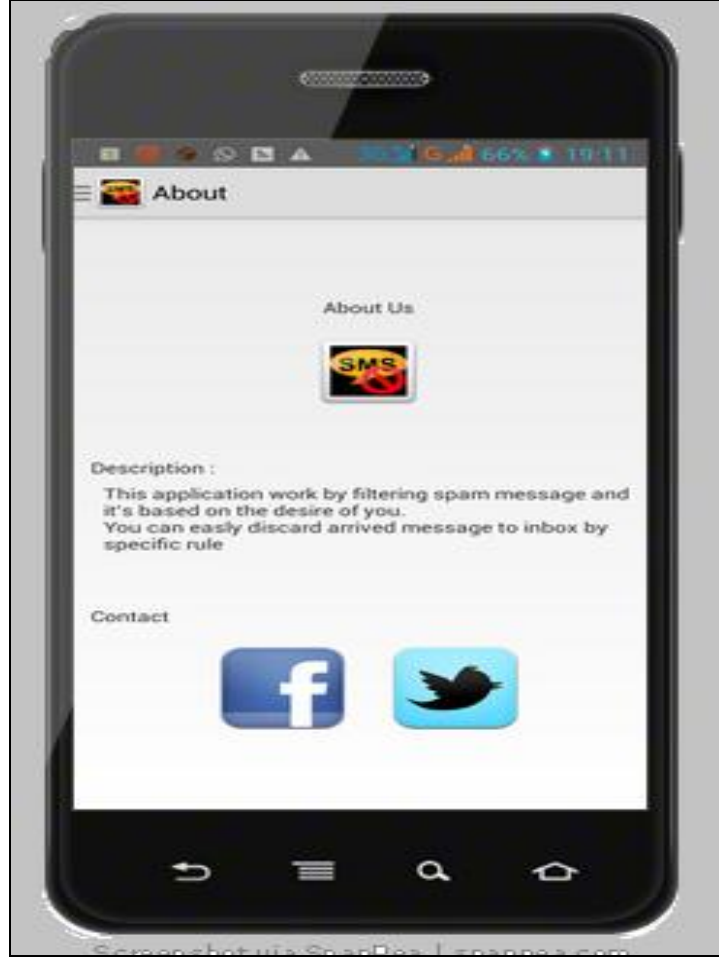 G 66% 19:11
About
About Us
SMS
Description :
This application work by filtering spam message and
it's based on the desire of you.
You can easly discard arrived message to inbox by
specific rule
Contact
f
Screenshot via SnapPea | snappea.com